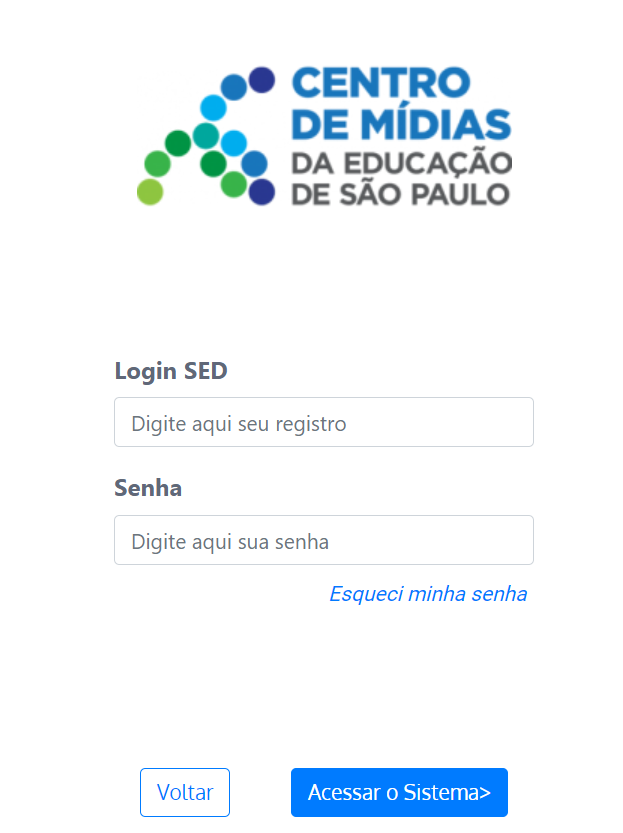 CENTRO
DE MÍDIAS
DA EDUCAÇÃO
DE SÃO PAULO
Login SED
Digite aqui seu registro
Senha
Digite aqui sua senha
Esqueci minha senha
Voltar
Acessar o Sistema>